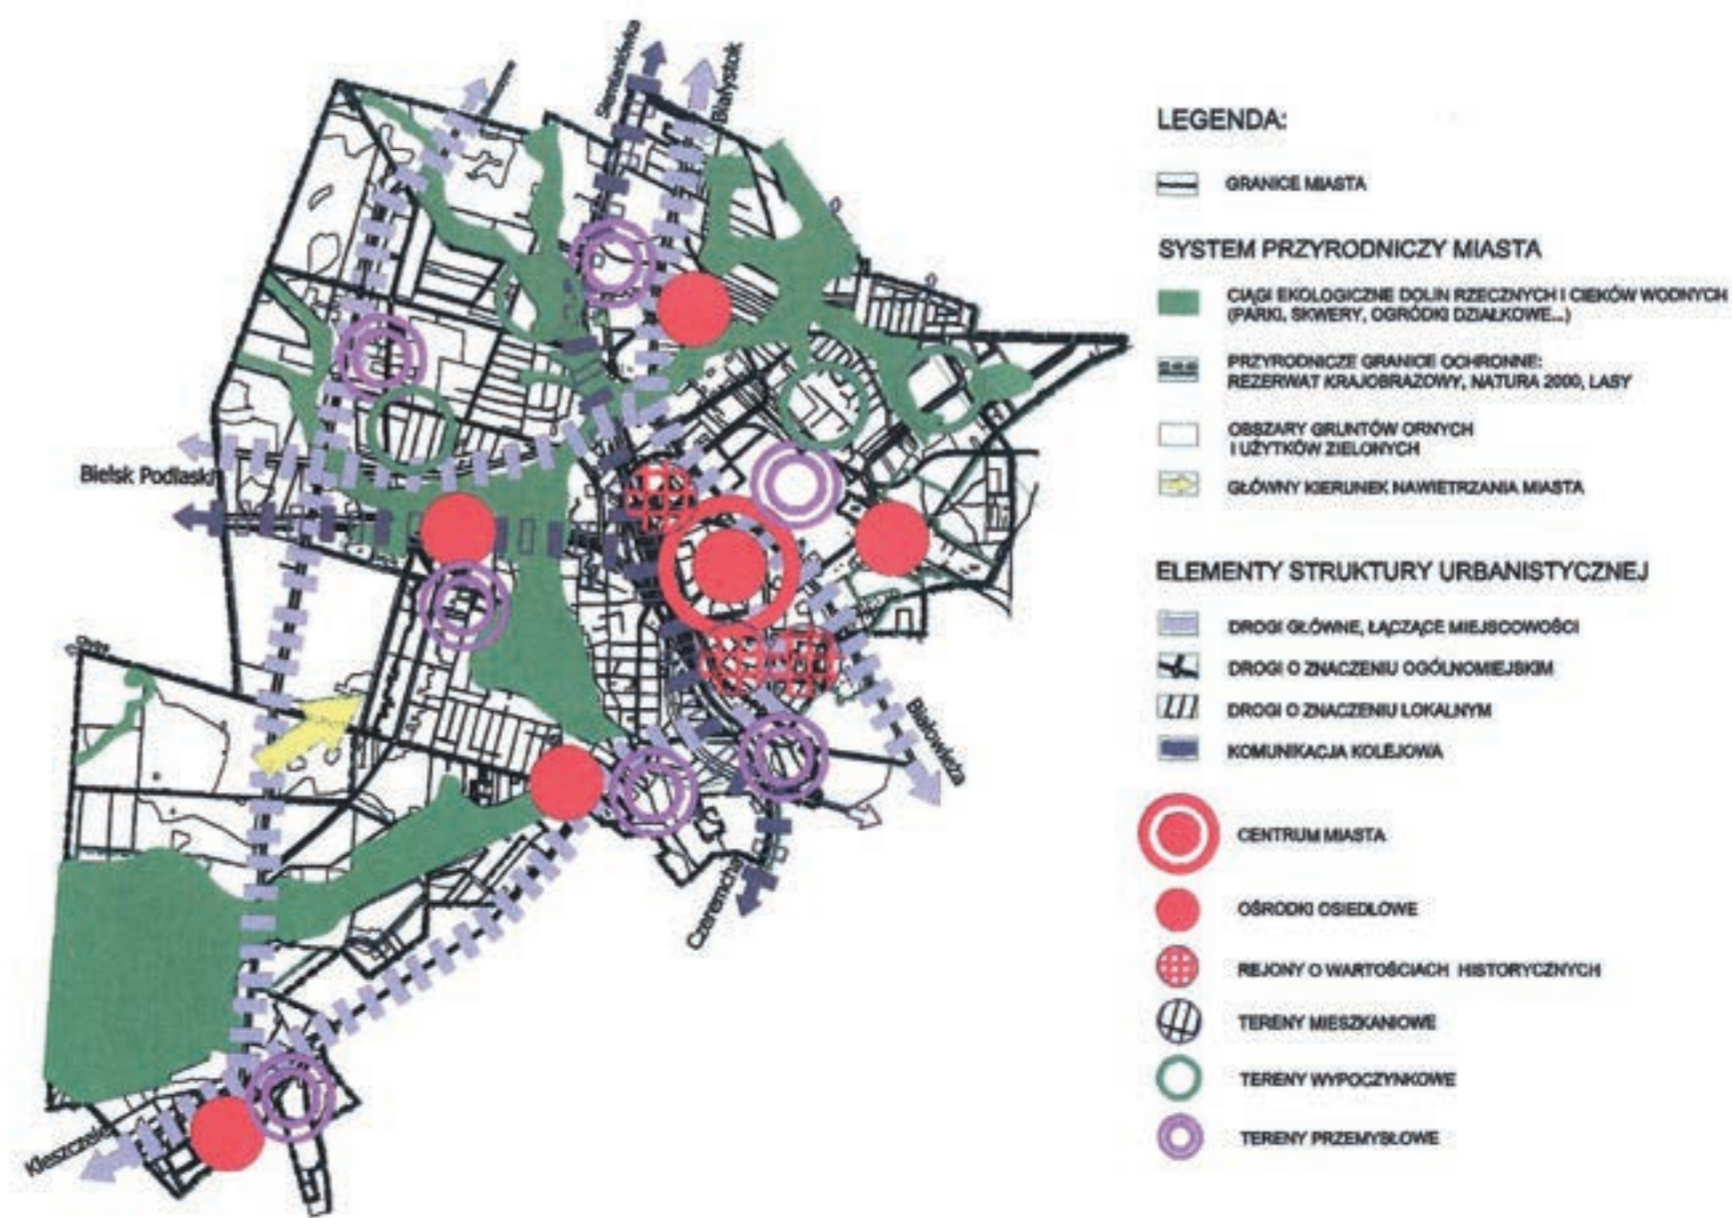 Siemianówka
Białystok
Bielsk Podlaski
Białowieża
Czeremcha
Kleszczele
LEGENDA:
GRANICE MIASTA
SYSTEM PRZYRODNICZY MIASTA
CIĄGI EKOLOGICZNE DOLIN RZECZNYCH I CIEKÓW WODNYCH
(PARKI, SKWERY, OGRÓDKI DZIAŁKOWE...)
PRZYRODNICZE GRANICE OCHRONNE:
REZERWAT KRAJOBRAZOWY, NATURA 2000, LASY
OBSZARY GRUNTÓW ORNYCH
I UŻYTKÓW ZIELONYCH
GŁÓWNY KIERUNEK NAWIETRZANIA MIASTA
ELEMENTY STRUKTURY URBANISTYCZNEJ
DROGI GŁÓWNE, ŁĄCZĄCE MIEJSCOWOŚCI
DROGI O ZNACZENIU OGÓLNOMIEJSKIM
DROGI O ZNACZENIU LOKALNYM
KOMUNIKACJA KOLEJOWA
CENTRUM MIASTA
OŚRODKI OSIEDLOWE
REJONY O WARTOŚCIACH HISTORYCZNYCH
TERENY MIESZKANIOWE
TERENY WYPOCZYNKOWE
TERENY PRZEMYSŁOWE